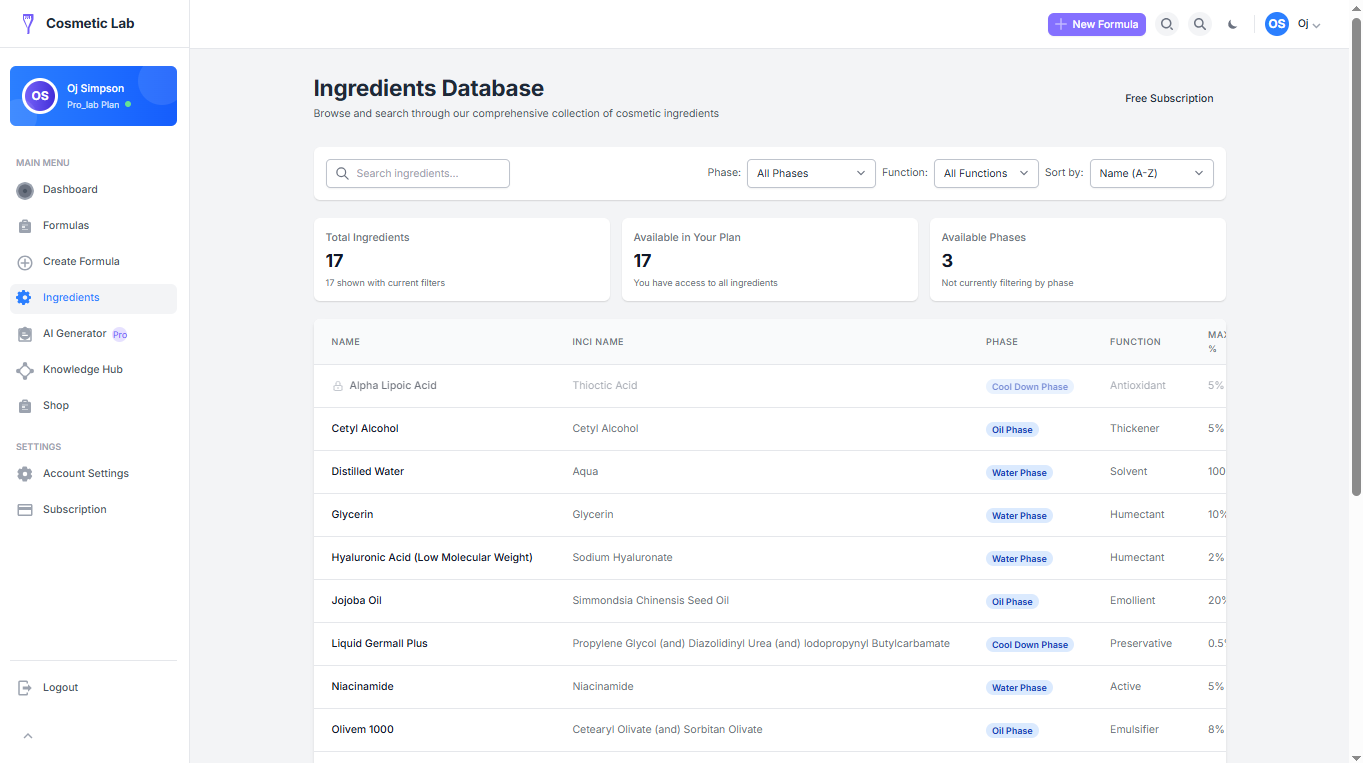 Cosmetic Lab
New Formula
OS
Oj
OS
Oj Simpson
Pro_lab Plan
MAIN MENU
Dashboard
Formulas
Create Formula
Ingredients
AI Generator Pro
Knowledge Hub
Shop
SETTINGS
Account Settings
Subscription
Logout
Ingredients Database
Browse and search through our comprehensive collection of cosmetic ingredients
Free Subscription
Search ingredients...
Phase: All Phases Function: All Functions Sort by: Name (A-Z)
Total Ingredients
17
17 shown with current filters
Available in Your Plan
17
You have access to all ingredients
Available Phases
3
Not currently filtering by phase
NAME INCI NAME PHASE FUNCTION MAX %
Alpha Lipoic Acid Thioctic Acid Cool Down Phase Antioxidant 5%
Cetyl Alcohol Cetyl Alcohol Oil Phase Thickener 5%
Distilled Water Aqua Water Phase Solvent 100
Glycerin Glycerin Water Phase Humectant 10%
Hyaluronic Acid (Low Molecular Weight) Sodium Hyaluronate Water Phase Humectant 2%
Jojoba Oil Simmondsia Chinensis Seed Oil Oil Phase Emollient 20%
Liquid Germall Plus Propylene Glycol (and) Diazolidinyl Urea (and) Iodopropynyl Butylcarbamate Cool Down Phase Preservative 0.5%
Niacinamide Niacinamide Water Phase Active 5%
Olivem 1000 Cetearyl Olivate (and) Sorbitan Olivate Oil Phase Emulsifier 8%